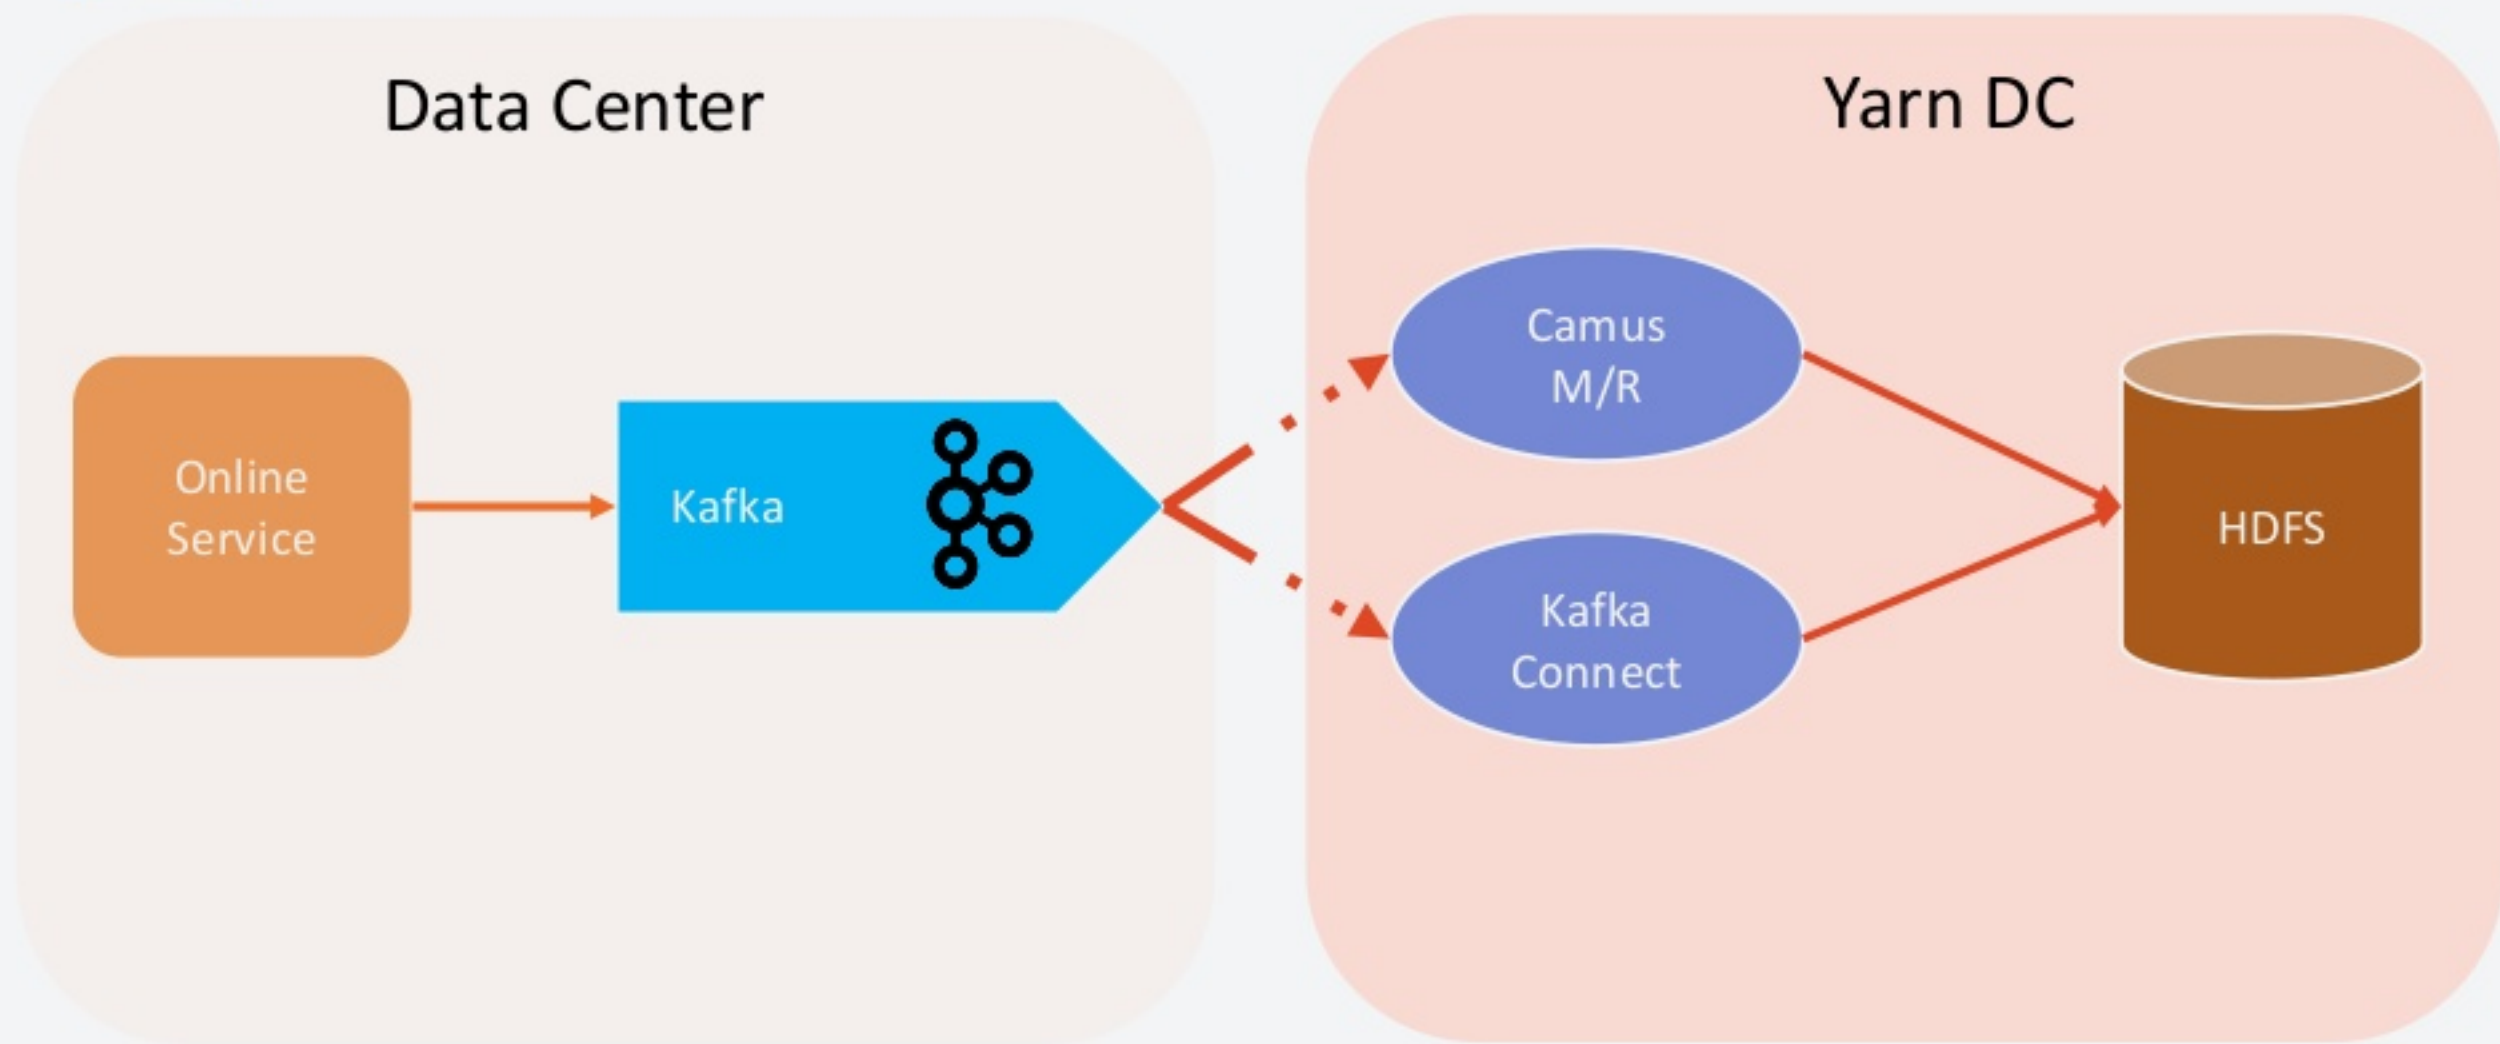 Data Center
Yarn DC
Online
Service
Kafka
Camus
M/R
Kafka
Connect
HDFS